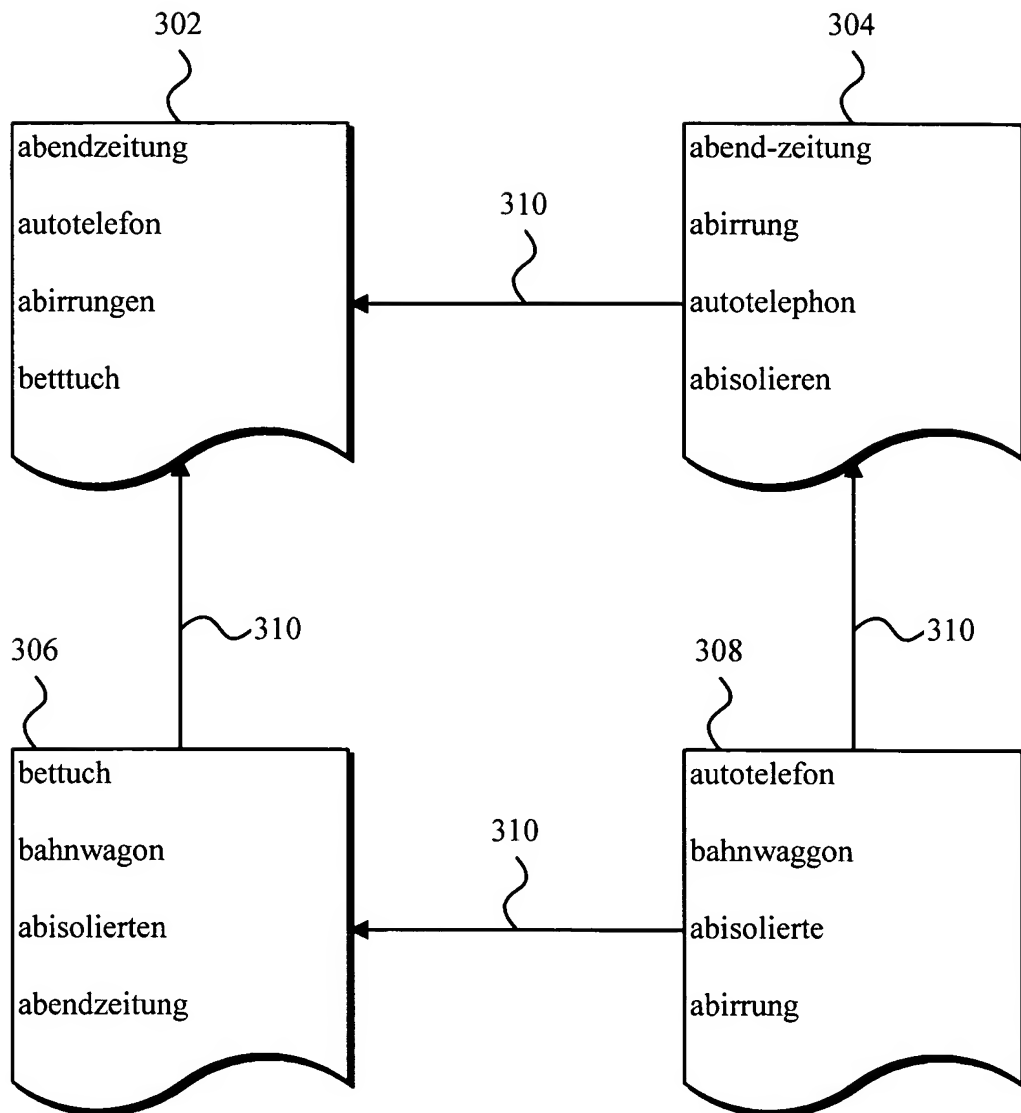 302
304
abendzeitung
autotelefon
abirrungen
betttuch
310
abend-zeitung
abirrung
autotelephon
abisolieren
310
310
306
308
bettuch
bahnwagon
abisolierten
abendzeitung
310
autotelefon
bahnwaggon
abisolierte
abirrung